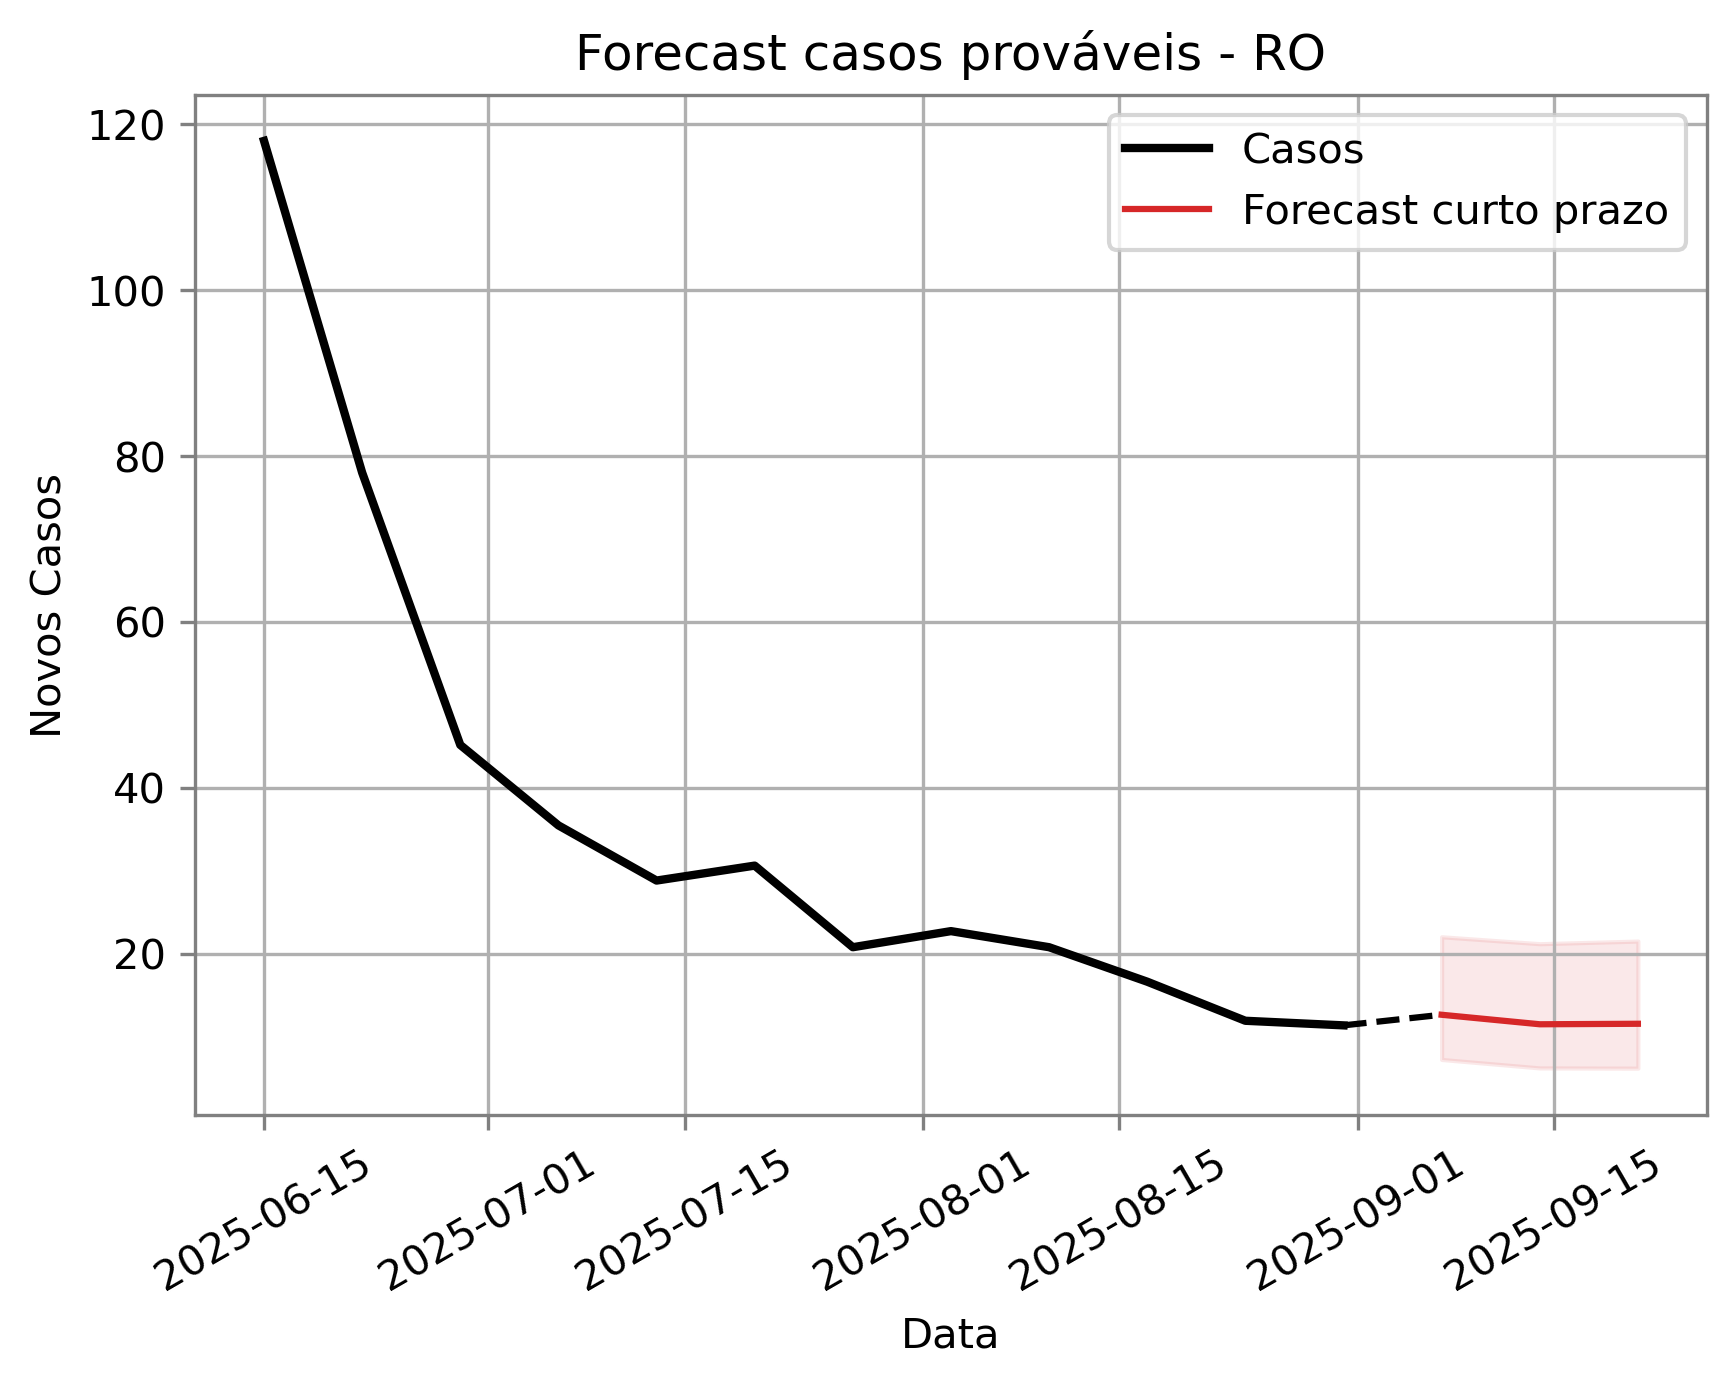 Forecast casos prováveis - RO
Casos
Forecast curto prazo
Novos Casos
120
100
80
60
40
20
2025-06-15
2025-07-01
2025-07-15
2025-08-01
2025-08-15
2025-09-01
2025-09-15
Data